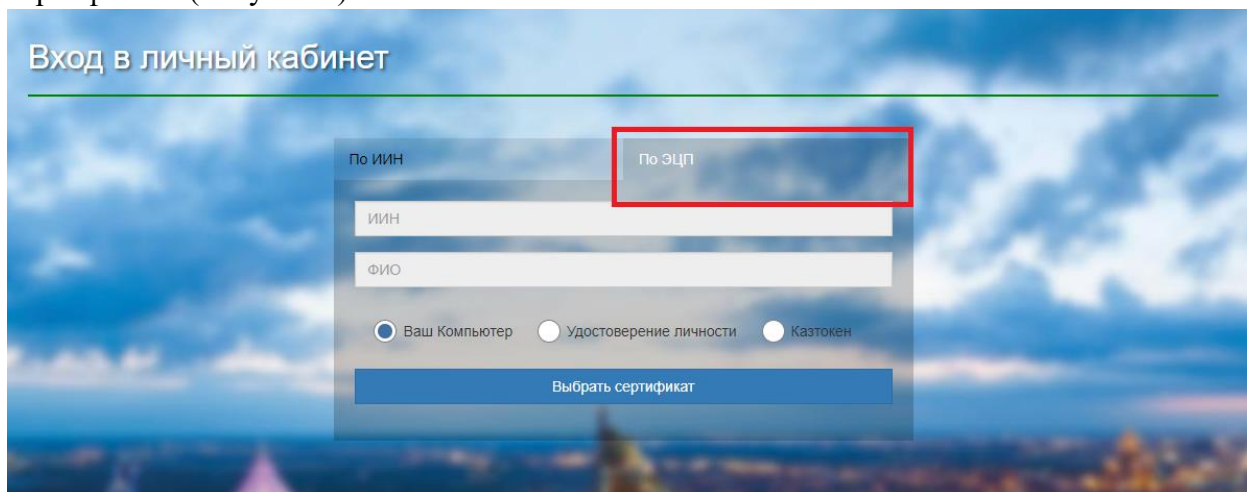 Вход в личный кабинет
По ИИН
По ЭЦП
ИИН
ФИО
Ваш Компьютер Удостоверение личности Казтокен
Выбрать сертификат